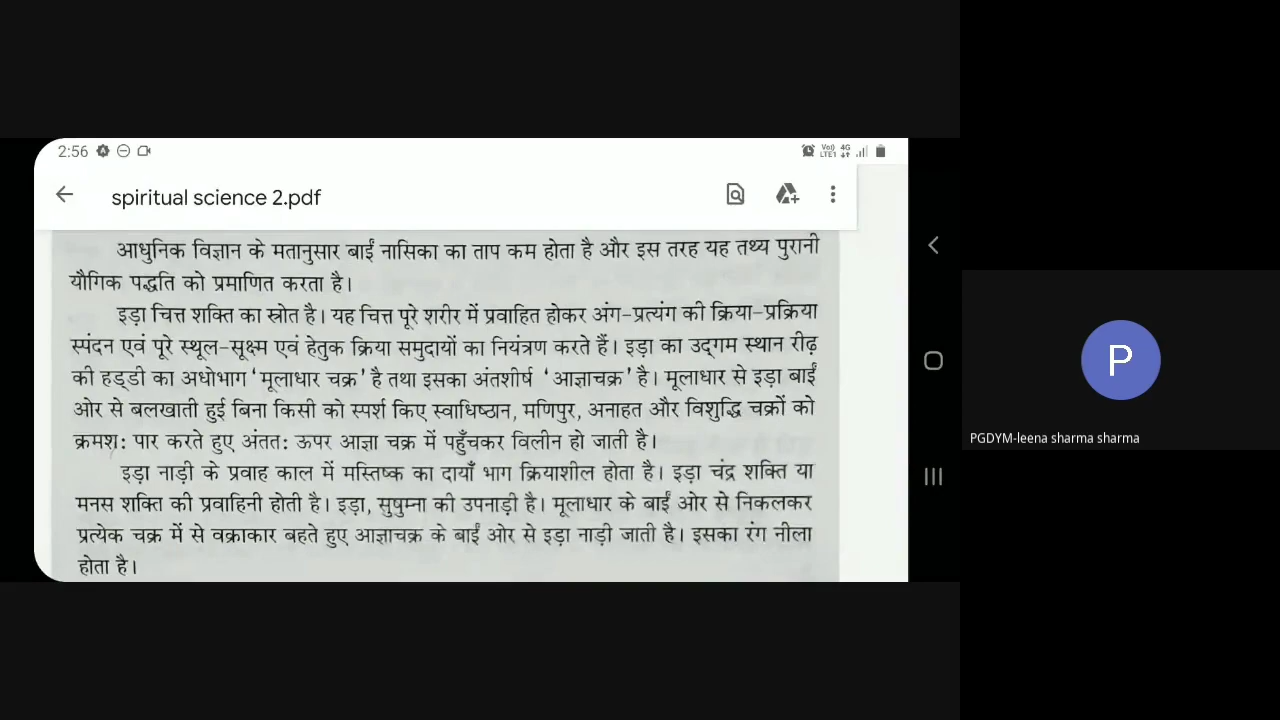 2:56
Vo)) 4G
LTE1
spiritual science 2.pdf
आधुनिक विज्ञान के मतानुसार बाईं नासिका का ताप कम होता है और इस तरह यह तथ्य पुरानी
यौगिक पद्धति को प्रमाणित करता है।
इड़ा चित्त शक्ति का स्रोत है। यह चित्त पूरे शरीर में प्रवाहित होकर अंग-प्रत्यंग की क्रिया-प्रक्रिया
स्पंदन एवं पूरे स्थूल-सूक्ष्म एवं हेतुक क्रिया समुदायों का नियंत्रण करते हैं। इड़ा का उद्गम स्थान रीढ़
की हड्डी का अधोभाग 'मूलाधार चक्र' है तथा इसका अंतशीर्ष 'आज्ञाचक्र' है। मूलाधार से इड़ा बाईं
ओर से बलखाती हुई बिना किसी को स्पर्श किए स्वाधिष्ठान, मणिपुर, अनाहत और विशुद्धि चक्रों को
क्रमश: पार करते हुए अंतत: ऊपर आज्ञा चक्र में पहुँचकर विलीन हो जाती है।
इड़ा नाड़ी के प्रवाह काल में मस्तिष्क का दायाँ भाग क्रियाशील होता है। इड़ा चंद्र शक्ति या
मनस शक्ति की प्रवाहिनी होती है। इड़ा, सुषुम्ना की उपनाड़ी है। मूलाधार के बाईं ओर से निकलकर
प्रत्येक चक्र में से वक्राकार बहते हुए आज्ञाचक्र के बाईं ओर से इड़ा नाड़ी जाती है। इसका रंग नीला
होता है।
P
PGDYM-leena sharma sharma